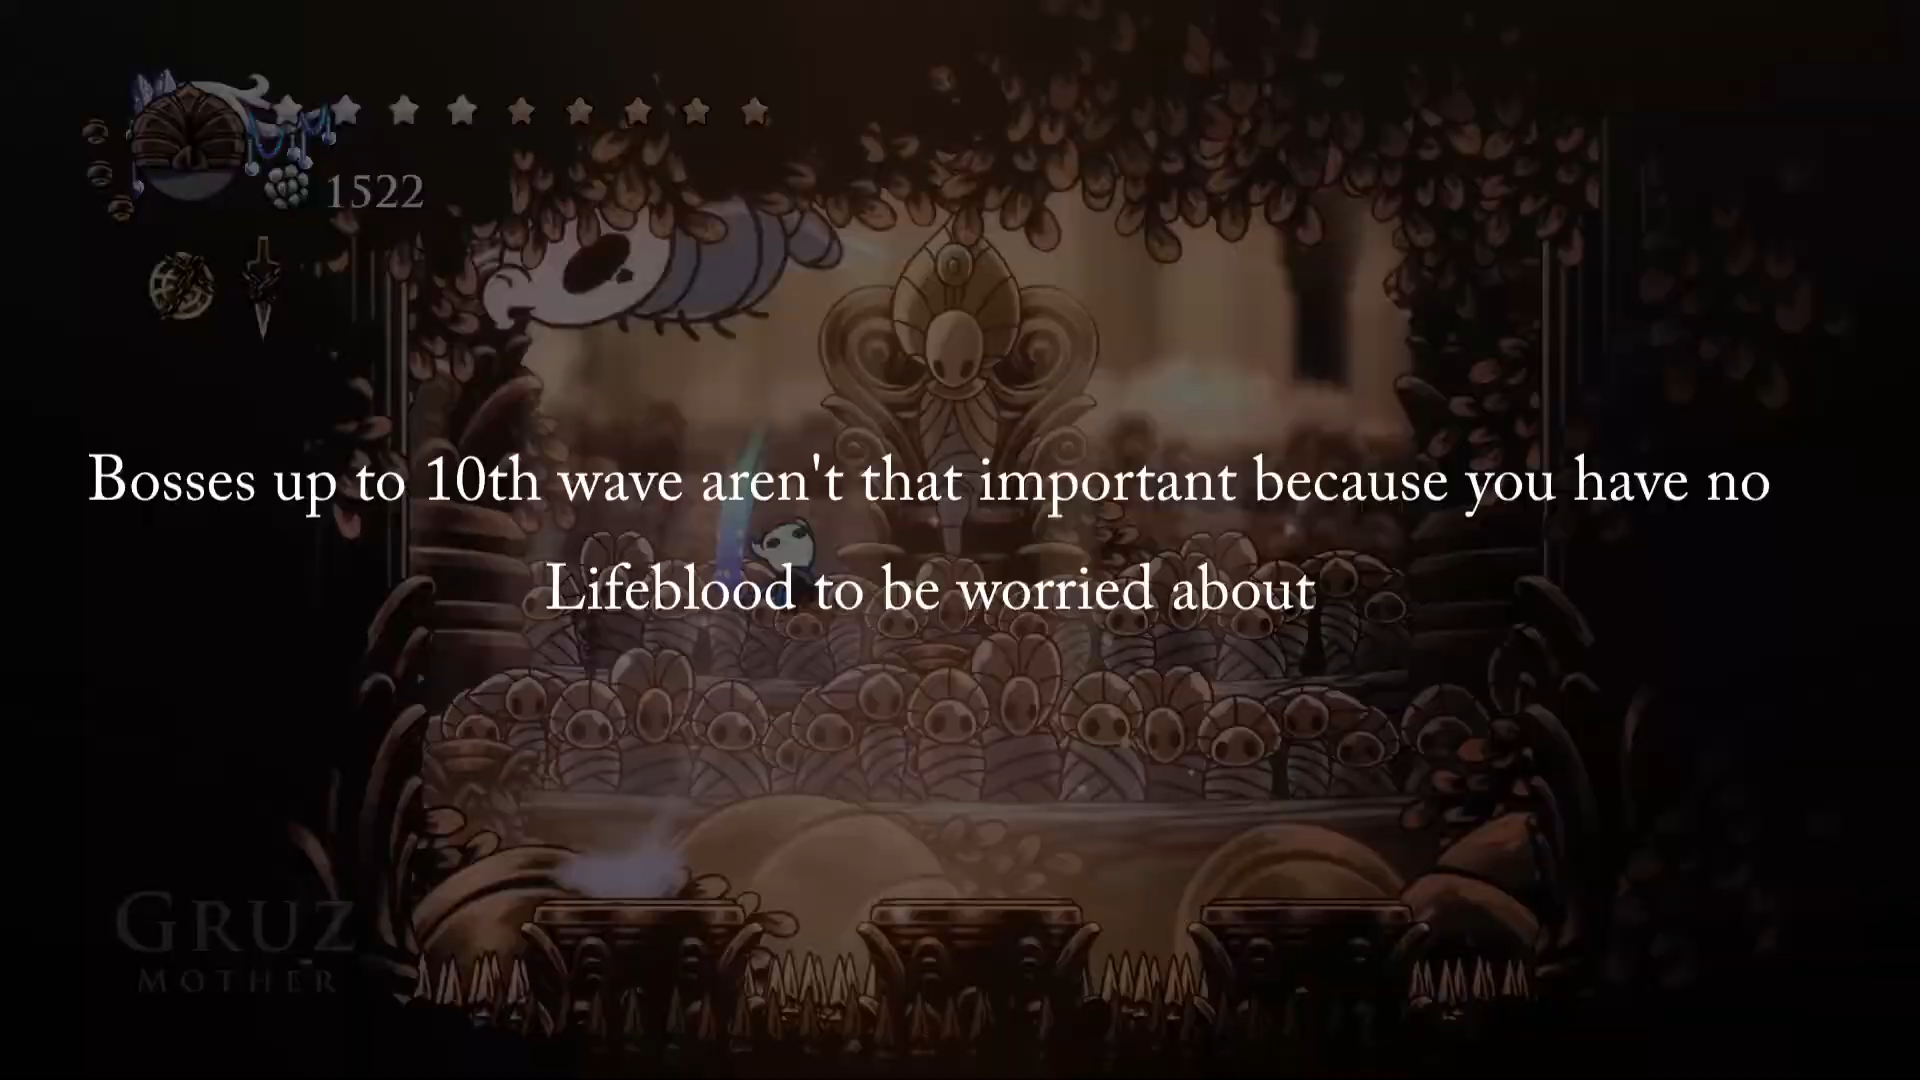 1522
Bosses up to 10th wave aren't that important because you have no
Lifeblood to be worried about
GRUZ
MOTHER